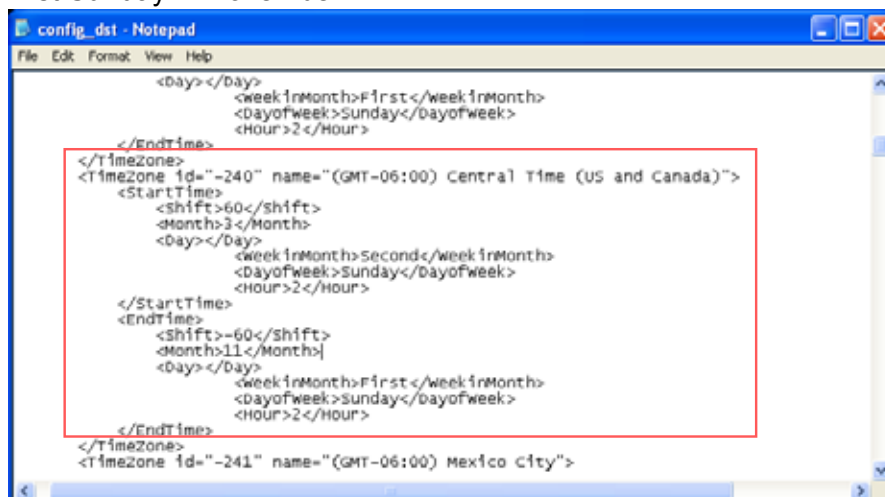 config_dst - Notepad
File Edit Format View Help
<Day></Day>
<WeekinMonth>First</WeekinMonth>
<DayofWeek>Sunday</DayofWeek>
<Hour>2</Hour>
</EndTime>
</TimeZone>
<TimeZone id="-240" name="(GMT-06:00) Central Time (US and Canada)">
<StartTime>
<Shift>60</Shift>
<Month>3</Month>
<Day></Day>
<WeekinMonth>Second</WeekinMonth>
<DayofWeek>Sunday</DayofWeek>
<Hour>2</Hour>
</StartTime>
<EndTime>
<Shift>-60</Shift>
<Month>11</Month>
<Day></Day>
<WeekinMonth>First</WeekinMonth>
<DayofWeek>Sunday</DayofWeek>
<Hour>2</Hour>
</EndTime>
</TimeZone>
<TimeZone id="-241" name="(GMT-06:00) Mexico City">